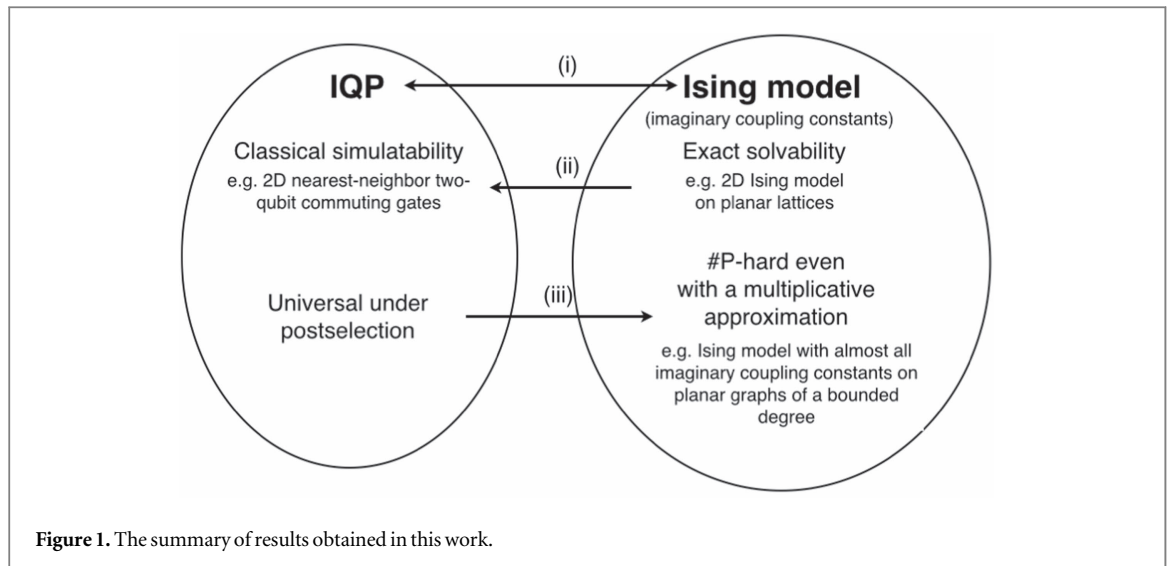 (i)
IQP
Ising model
(imaginary coupling constants)
Classical simulatability
e.g. 2D nearest-neighbor two-
qubit commuting gates
(ii)
Exact solvability
e.g. 2D Ising model
on planar lattices
Universal under
postselection
(iii)
#P-hard even
with a multiplicative
approximation
e.g. Ising model with almost all
imaginary coupling constants on
planar graphs of a bounded
degree
Figure 1. The summary of results obtained in this work.